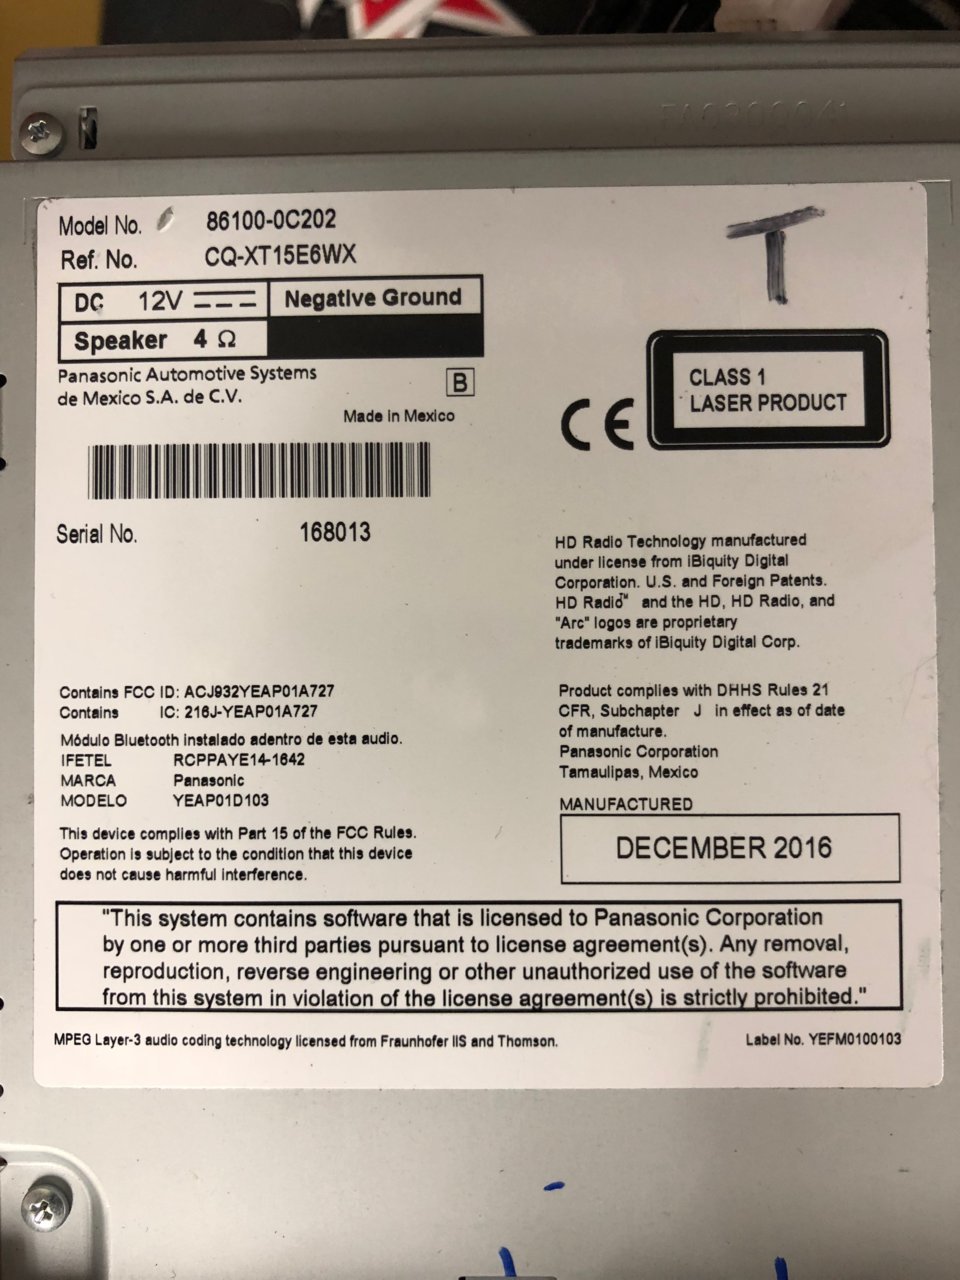 Model No. 86100-0C202
Ref. No. CQ-XT15E6WX
DC 12V Negative Ground
Speaker 4 Ω
Panasonic Automotive Systems
de Mexico S.A. de C.V.
B
Made in Mexico
T
CE
CLASS 1
LASER PRODUCT
Serial No. 168013
HD Radio Technology manufactured
under license from iBiquity Digital
Corporation. U.S. and Foreign Patents.
HD Radio™ and the HD, HD Radio, and
"Arc" logos are proprietary
trademarks of iBiquity Digital Corp.
Contains FCC ID: ACJ932YEAP01A727
Contains IC: 216J-YEAP01A727
Módulo Bluetooth instalado adentro de esta audio.
IFETEL RCPPAYE14-1642
MARCA Panasonic
MODELO YEAP01D103
This device complies with Part 15 of the FCC Rules.
Operation is subject to the condition that this device
does not cause harmful interference.
Product complies with DHHS Rules 21
CFR, Subchapter J in effect as of date
of manufacture.
Panasonic Corporation
Tamaulipas, Mexico
MANUFACTURED
DECEMBER 2016
"This system contains software that is licensed to Panasonic Corporation
by one or more third parties pursuant to license agreement(s). Any removal,
reproduction, reverse engineering or other unauthorized use of the software
from this system in violation of the license agreement(s) is strictly prohibited."
MPEG Layer-3 audio coding technology licensed from Fraunhofer IIS and Thomson.
Label No. YEFM0100103